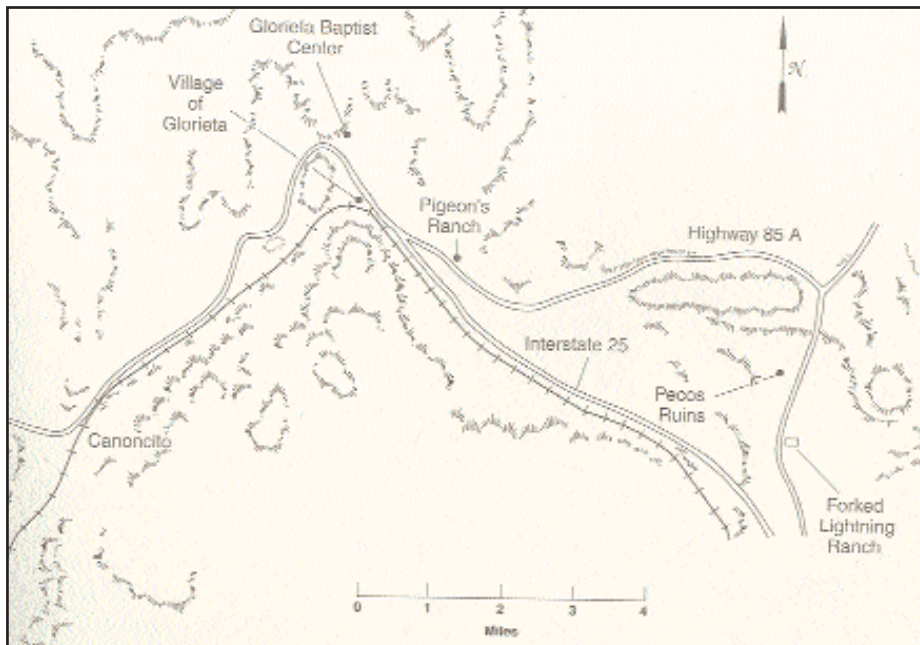 Glorieta Baptist
Center
Village
of
Glorieta
N.
Pigeon's
Ranch
Highway 85 A
Interstate 25
Pecos
Ruins
Canoncito
Forked
Lightning
Ranch
0 1 2 3 4
Miles